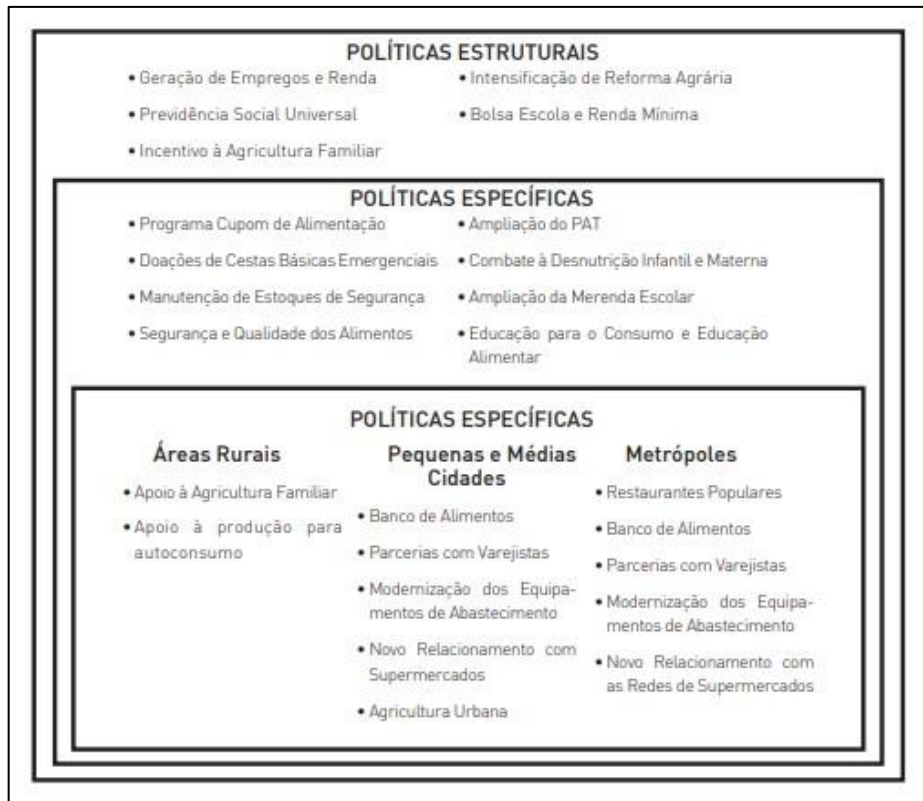 POLÍTICAS ESTRUTURAIS
• Geração de Empregos e Renda
• Previdência Social Universal
• Incentivo à Agricultura Familiar
• Intensificação de Reforma Agrária
• Bolsa Escola e Renda Mínima
POLÍTICAS ESPECÍFICAS
• Programa Cupom de Alimentação
• Doações de Cestas Básicas Emergenciais
• Manutenção de Estoques de Segurança
• Segurança e Qualidade dos Alimentos
• Ampliação do PAT
• Combate à Desnutrição Infantil e Materna
• Ampliação da Merenda Escolar
• Educação para o Consumo e Educação
Alimentar
POLÍTICAS ESPECÍFICAS
Áreas Rurais
• Apoio à Agricultura Familiar
• Apoio à produção para
autoconsumo
Pequenas e Médias
Cidades
• Banco de Alimentos
• Parcerias com Varejistas
• Modernização dos Equipa-
mentos de Abastecimento
• Novo Relacionamento com
Supermercados
• Agricultura Urbana
Metrópoles
• Restaurantes Populares
• Banco de Alimentos
• Parcerias com Varejistas
• Modernização dos Equipa-
mentos de Abastecimento
• Novo Relacionamento com
as Redes de Supermercados